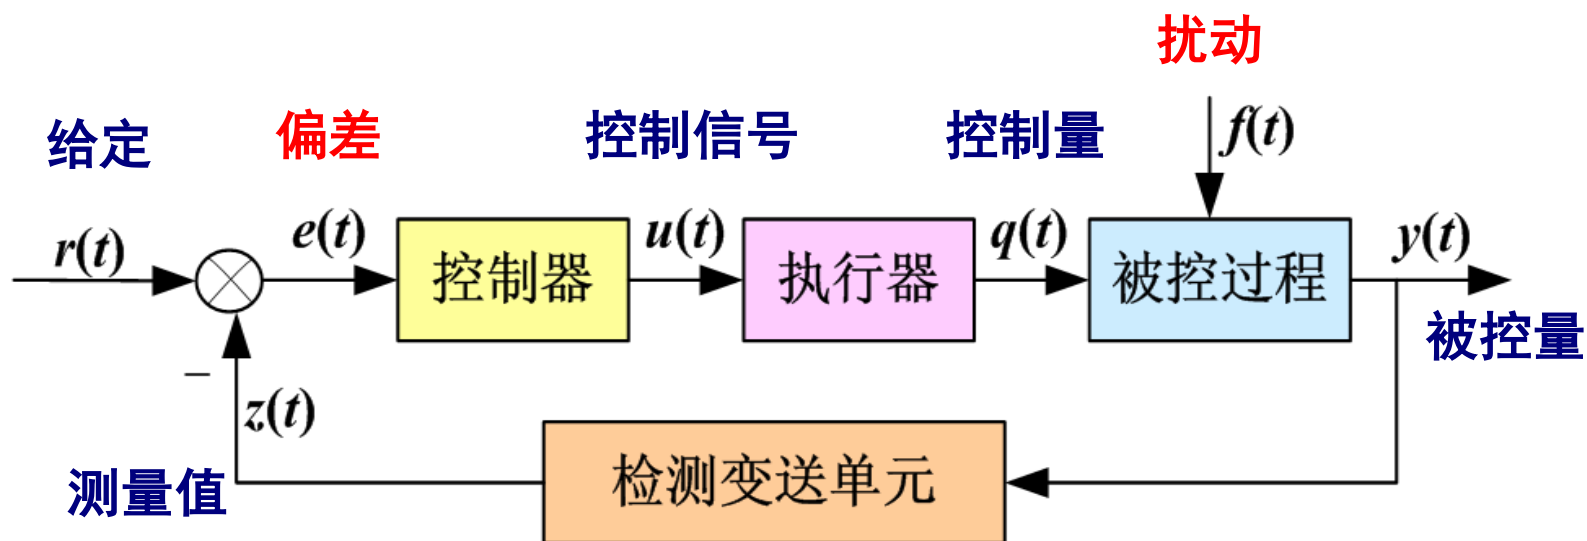 扰动
给定 偏差 控制信号 控制量 f(t)
r(t) e(t) 控制器 u(t) 执行器 q(t) 被控过程 y(t)
被控量
− z(t)
测量值 检测变送单元